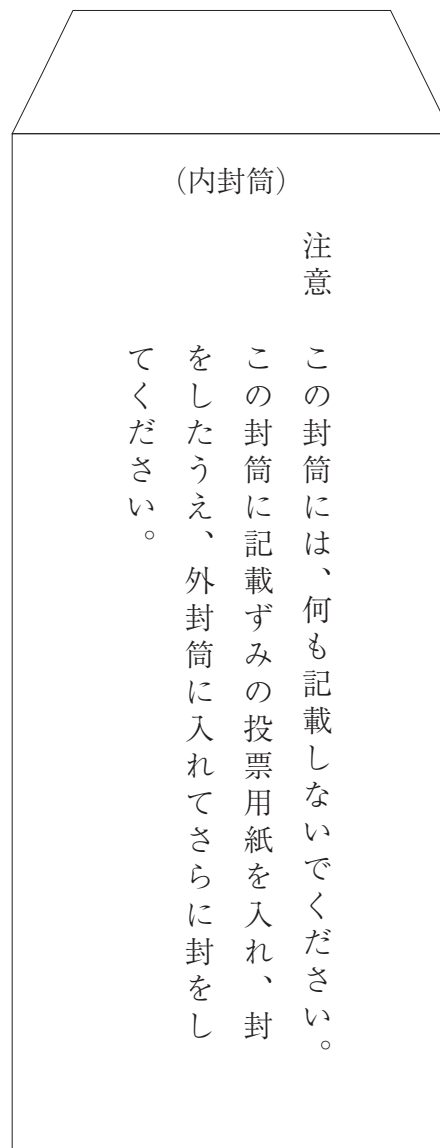 （内封筒）
注意　この封筒には、何も記載しないでください。
この封筒に記載ずみの投票用紙を入れ、封
をしたうえ、外封筒に入れてさらに封をし
てください。